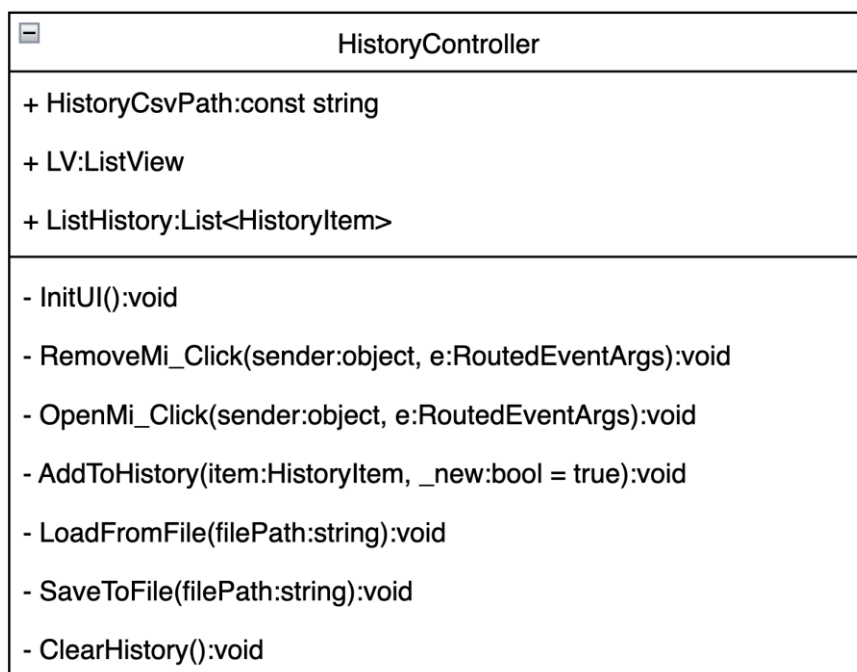 HistoryController
+ HistoryCsvPath:const string
+ LV:ListView
+ ListHistory:List<HistoryItem>
- InitUI():void
- RemoveMi_Click(sender:object, e:RoutedEventArgs):void
- OpenMi_Click(sender:object, e:RoutedEventArgs):void
- AddToHistory(item:HistoryItem, _new:bool = true):void
- LoadFromFile(filePath:string):void
- SaveToFile(filePath:string):void
- ClearHistory():void